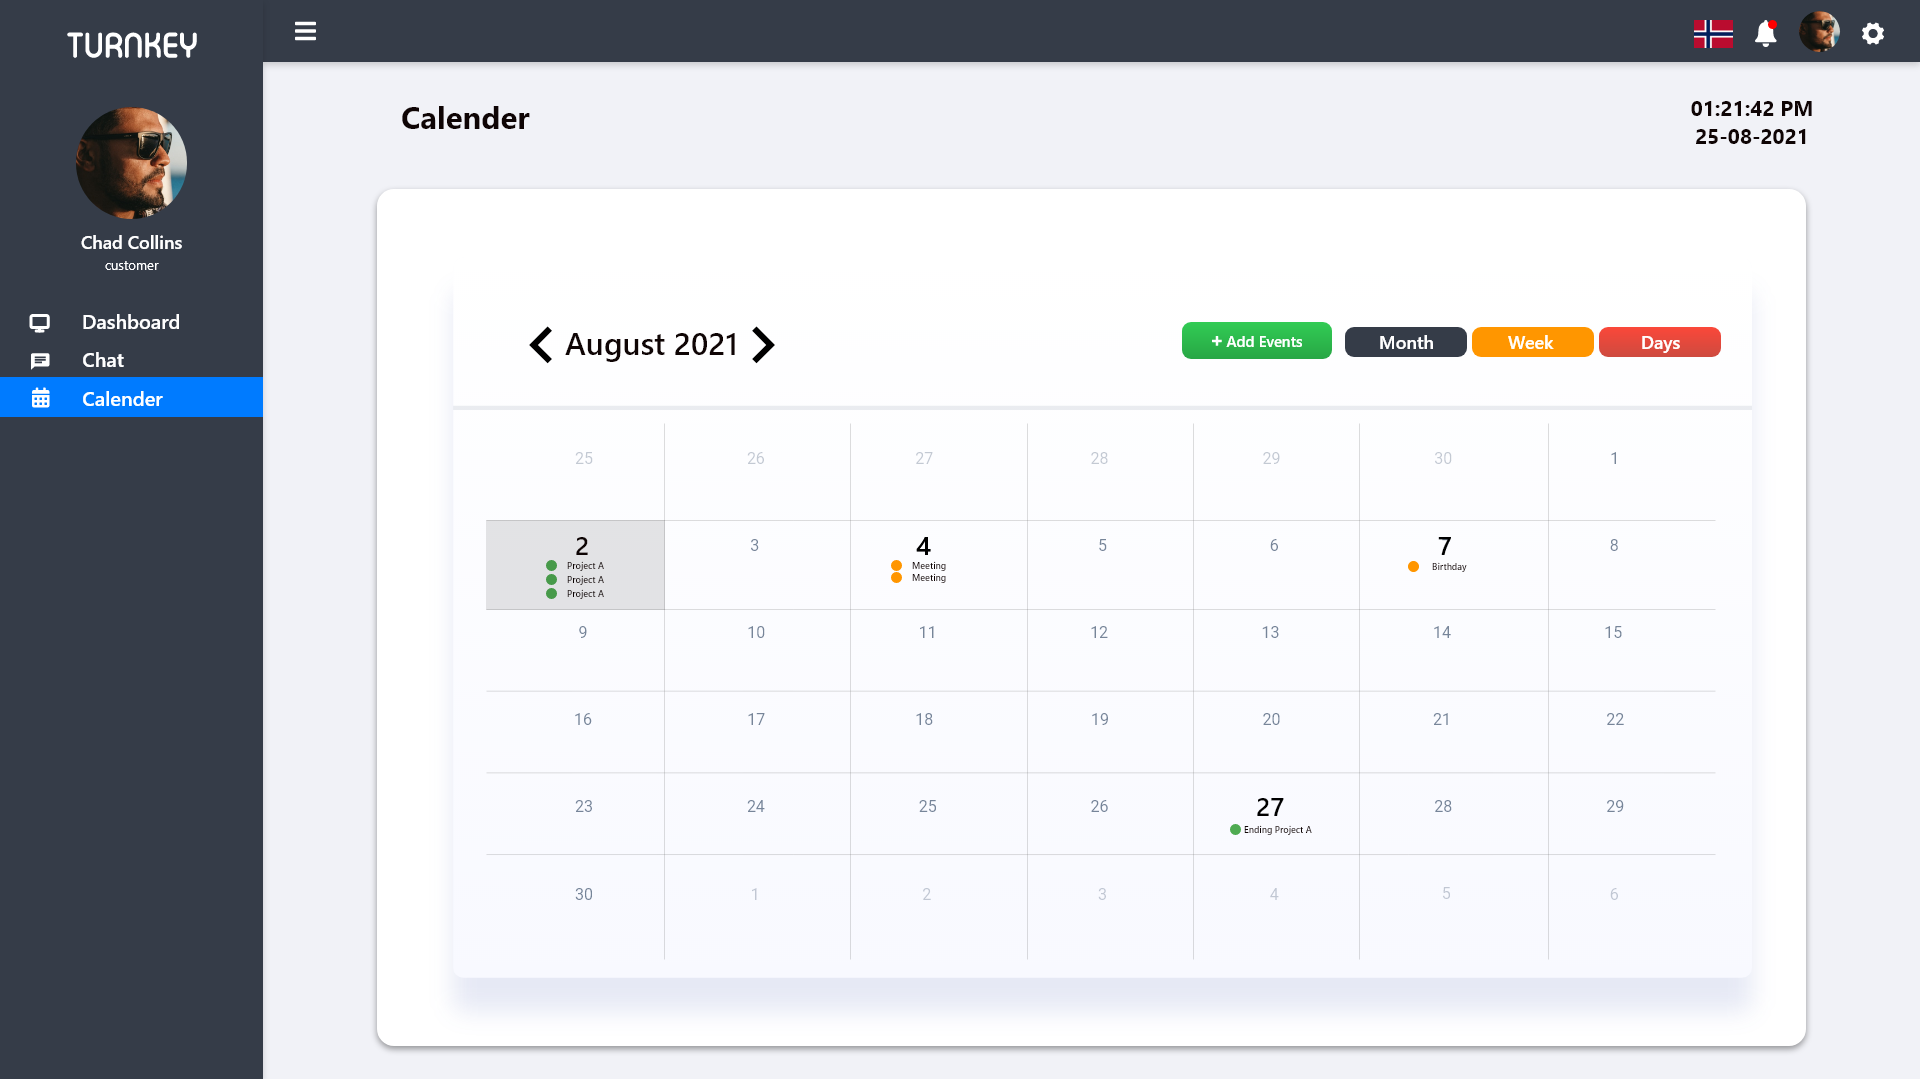 TURNKEY
Chad Collins
customer
Dashboard
Chat
Calender
Calender
01:21:42 PM
25-08-2021
August 2021
+ Add Events
Month
Week
Days
25 26 27 28 29 30 1
2 3 4 5 6 7 8
Project A Meeting Birthday
Project A Meeting
Project A
9 10 11 12 13 14 15
16 17 18 19 20 21 22
23 24 25 26 27 28 29
Ending Project A
30 1 2 3 4 5 6